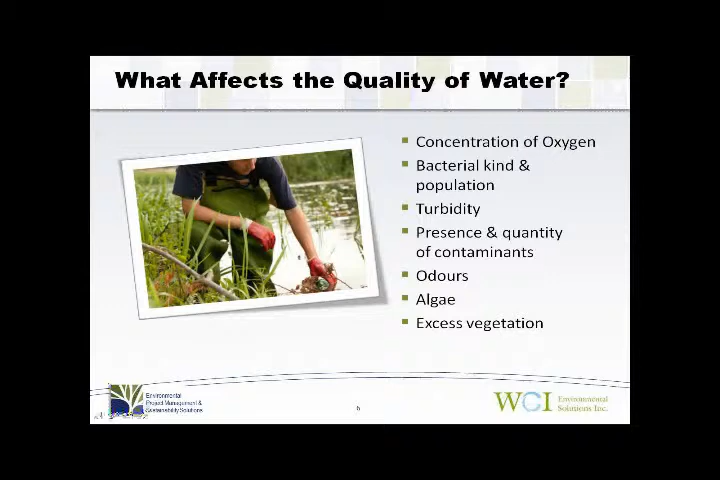 What Affects the Quality of Water?
Concentration of Oxygen
Bacterial kind &
population
Turbidity
Presence & quantity
of contaminants
Odours
Algae
Excess vegetation
Environmental
Project Management &
Sustainability Solutions
6
WCI Environmental
Solutions Inc.